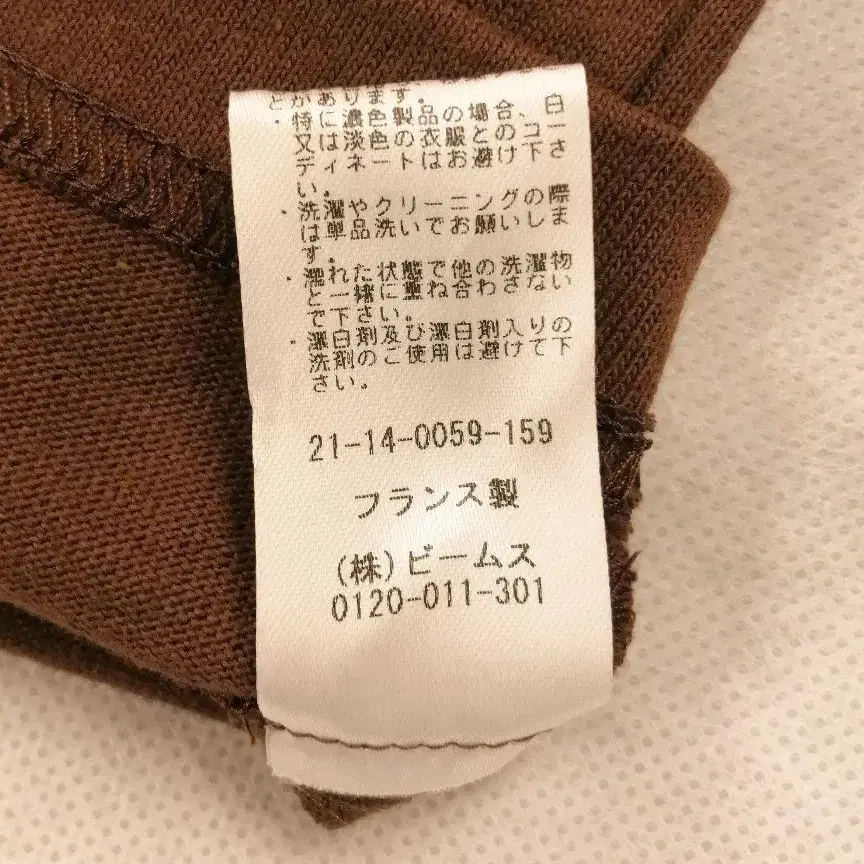 とがあります。
・特に濃色製品の場合、白
又は淡色の衣服とのコー
ディネートはお避け下さ
い。
・洗濯やクリーニングの際
は単品洗いでお願いしま
す。
・濡れた状態で他の洗濯物
と一緒に重ね合わさない
で下さい。
・漂白剤及び漂白剤入りの
洗剤のご使用は避けて下
さい。
21-14-0059-159
フランス製
(株)ビームス
0120-011-301